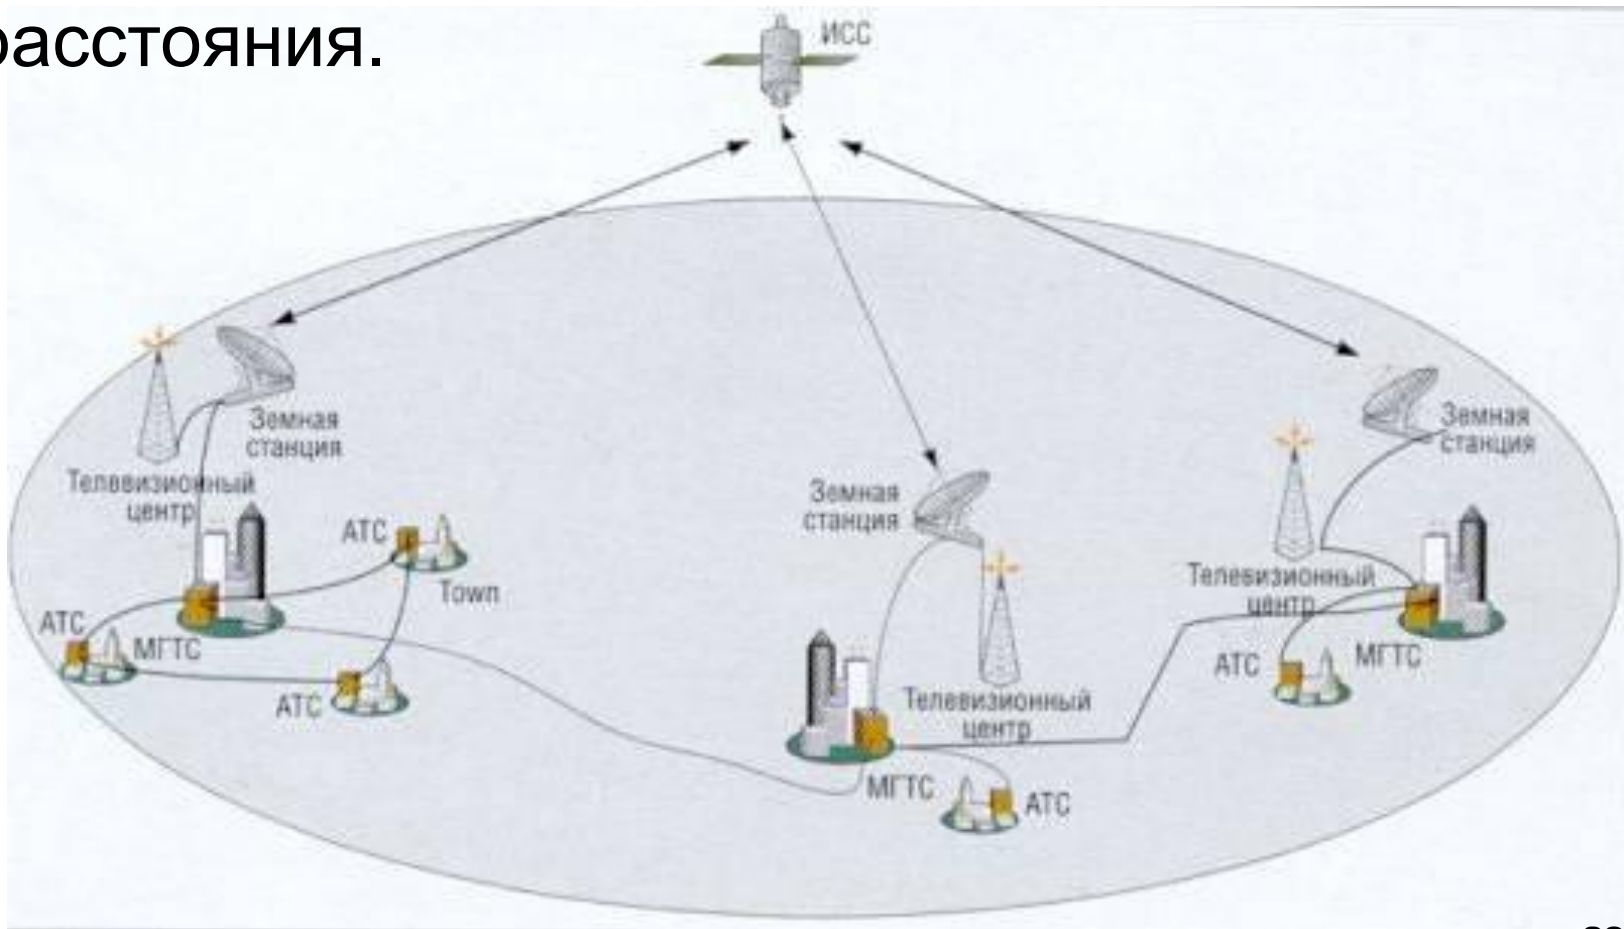 расстояния.
ИСС
Земная
станция
Телевизионный
центр
АТС
Town
АТС
МГТС
АТС
Земная
станция
Телевизионный
центр
МГТС
АТС
Земная
станция
Телевизионный
центр
АТС
МГТС